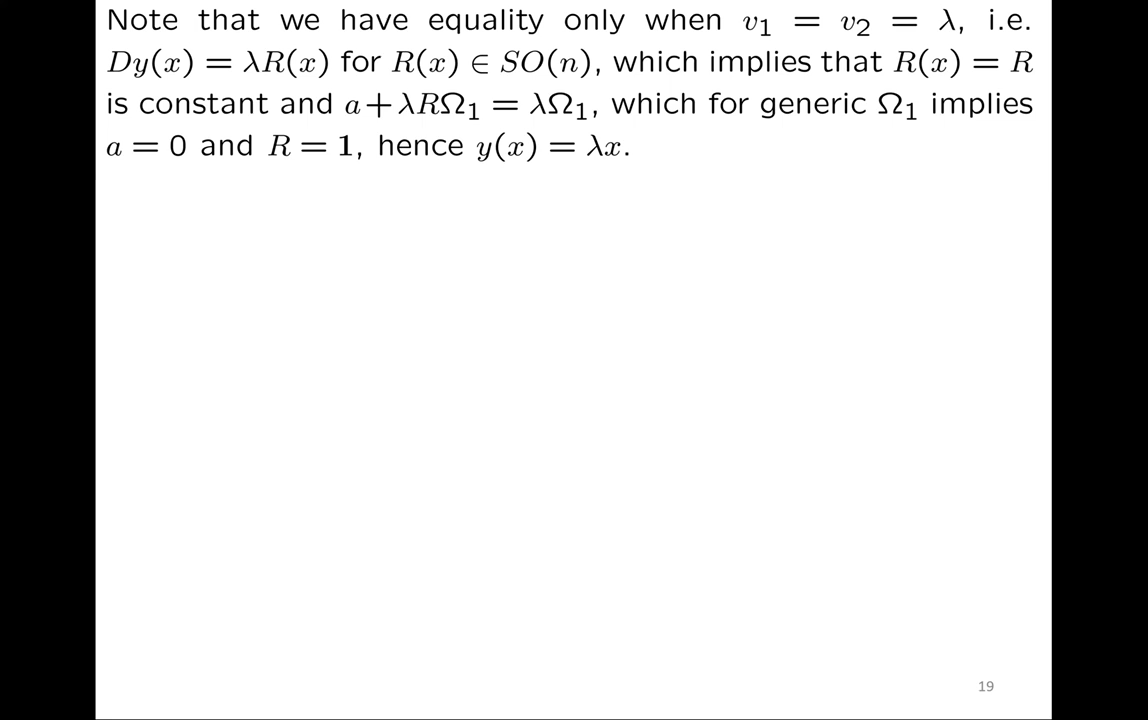 Note that we have equality only when v₁ = v₂ = λ, i.e.
Dy(x) = λR(x) for R(x) ∈ SO(n), which implies that R(x) = R
is constant and a+λRΩ₁ = λΩ₁, which for generic Ω₁ implies
a = 0 and R = 1, hence y(x) = λx.
19